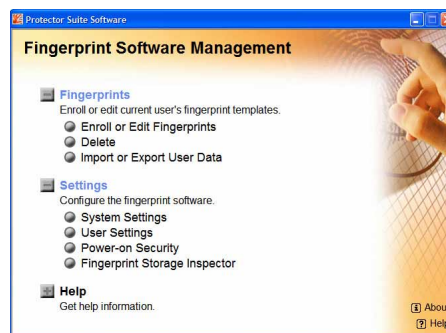 Protector Suite Software
Fingerprint Software Management
Fingerprints
Enroll or edit current user's fingerprint templates.
Enroll or Edit Fingerprints
Delete
Import or Export User Data
Settings
Configure the fingerprint software.
System Settings
User Settings
Power-on Security
Fingerprint Storage Inspector
Help
Get help information.
Abou
Help